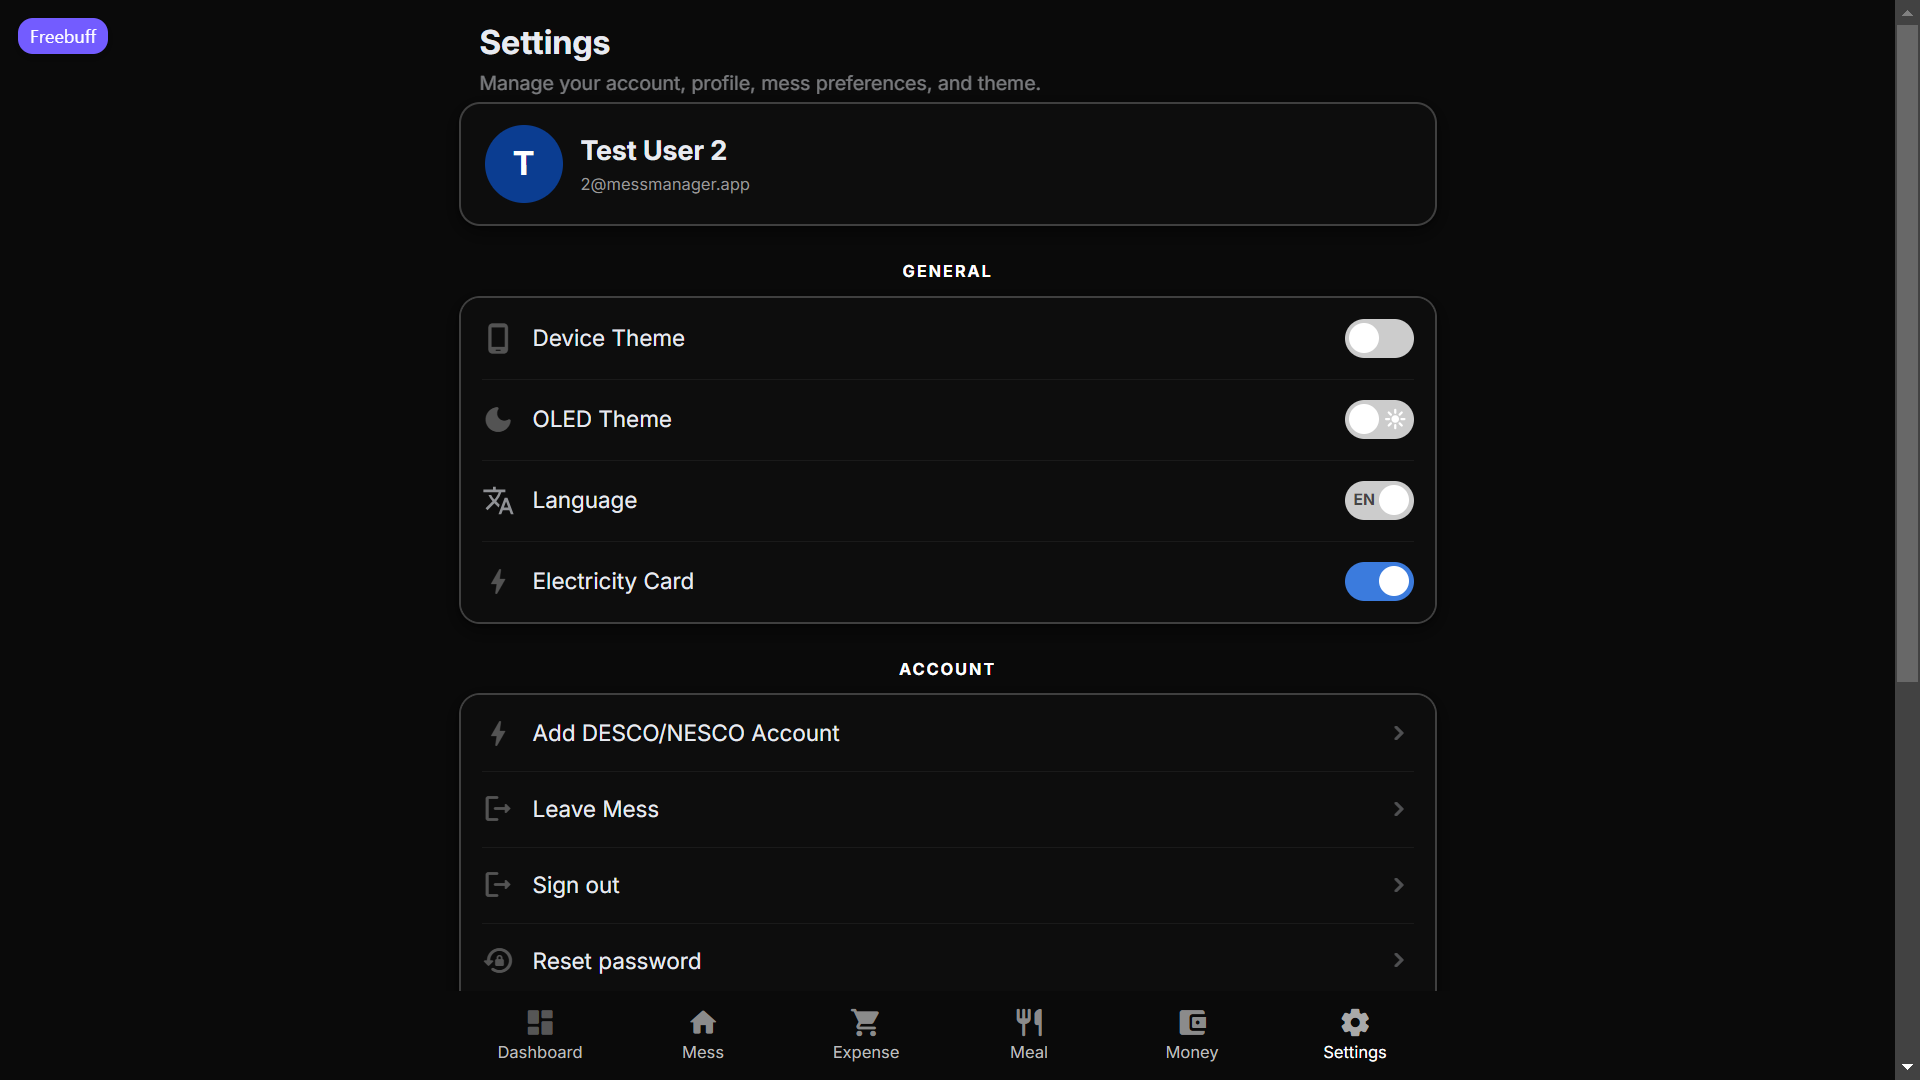 Freebuff
Settings
Manage your account, profile, mess preferences, and theme.
T
Test User 2
2@messmanager.app
GENERAL
Device Theme
OLED Theme
Language
EN
Electricity Card
ACCOUNT
Add DESCO/NESCO Account
Leave Mess
Sign out
Reset password
Dashboard
Mess
Expense
Meal
Money
Settings